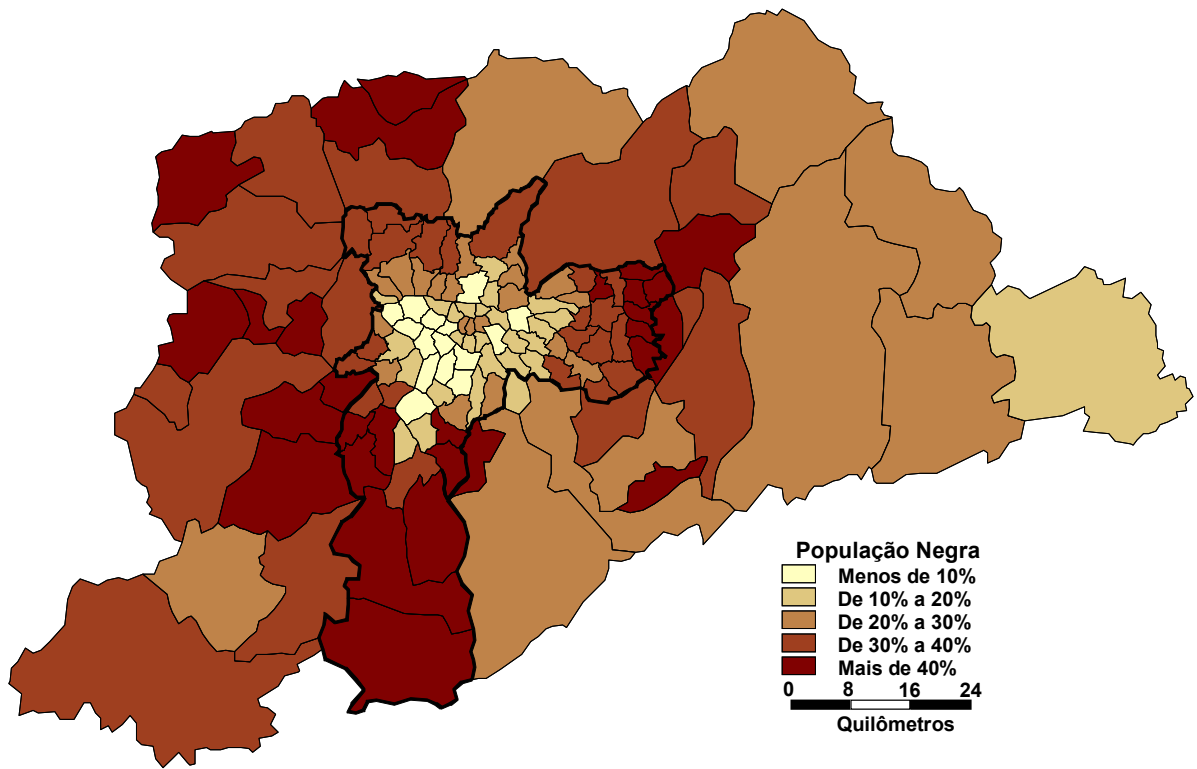 População Negra
Menos de 10%
De 10% a 20%
De 20% a 30%
De 30% a 40%
Mais de 40%
0 8 16 24
Quilômetros